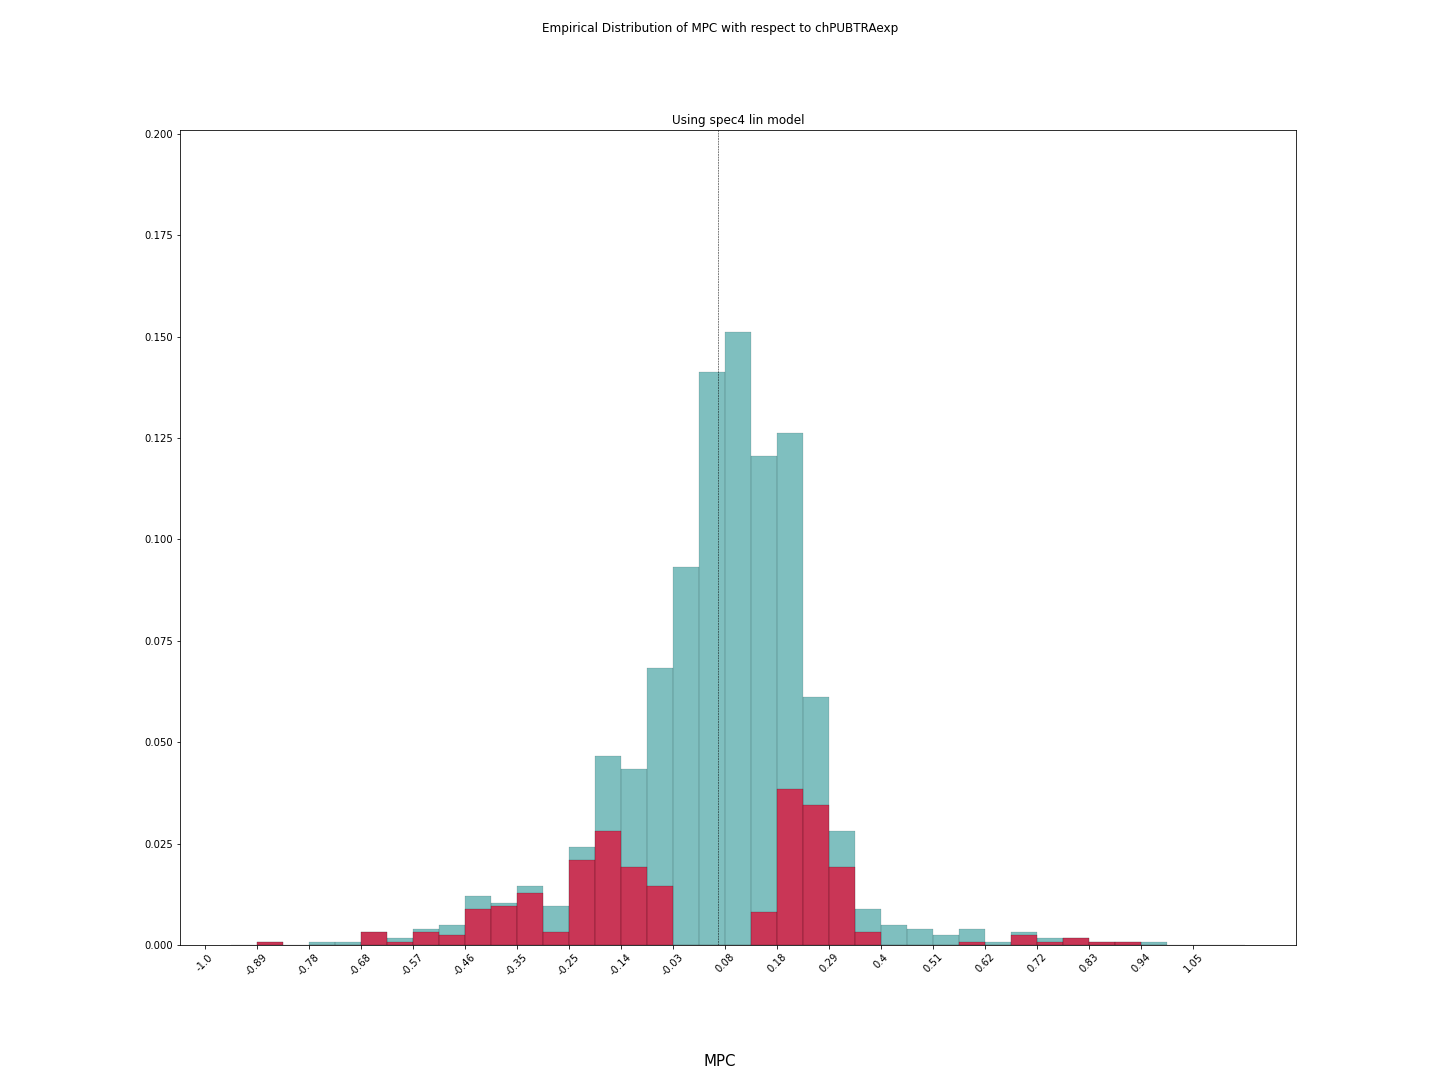 Empirical Distribution of MPC with respect to chPUBTRAexp
Using spec4 lin model
0.200
0.175
0.150
0.125
0.100
0.075
0.050
0.025
0.000
-1.0 -0.89 -0.78 -0.68 -0.57 -0.46 -0.35 -0.25 -0.14 -0.03 0.08 0.18 0.29 0.4 0.51 0.62 0.72 0.83 0.94 1.05
MPC